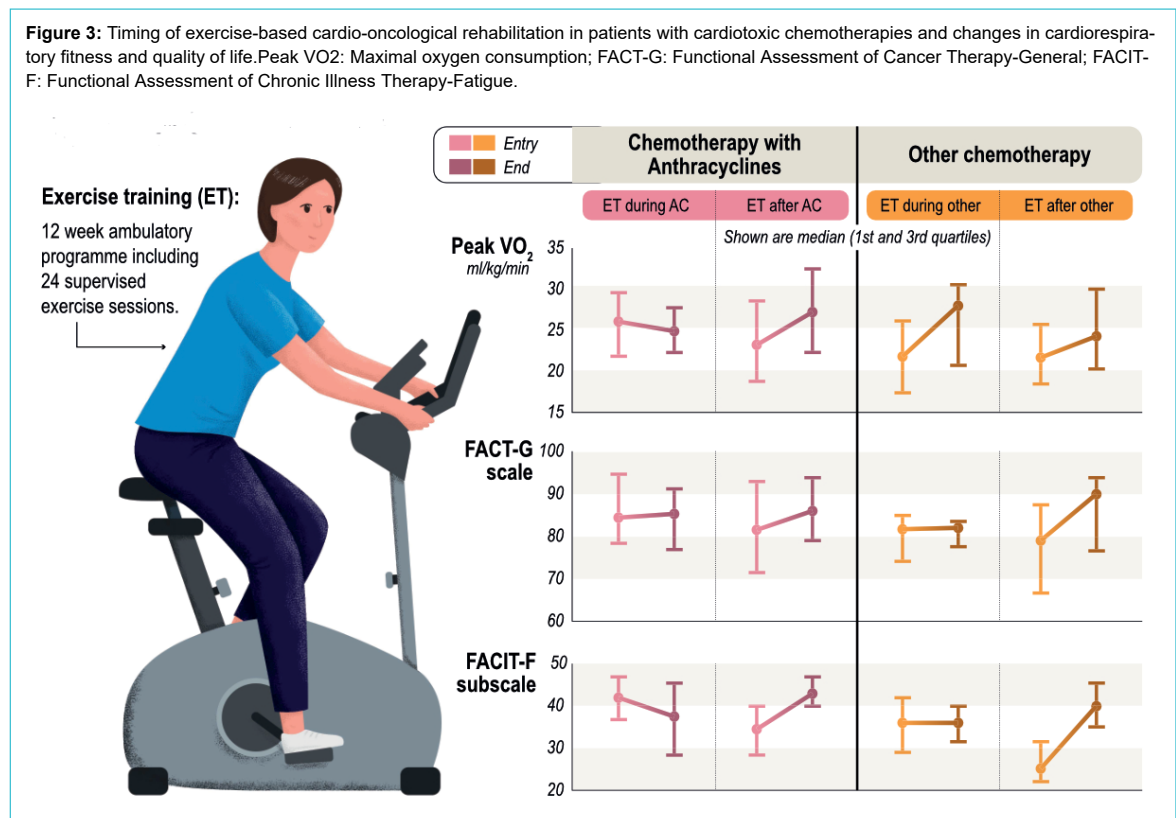 Figure 3: Timing of exercise-based cardio-oncological rehabilitation in patients with cardiotoxic chemotherapies and changes in cardiorespira-
tory fitness and quality of life.Peak VO2: Maximal oxygen consumption; FACT-G: Functional Assessment of Cancer Therapy-General; FACIT-
F: Functional Assessment of Chronic Illness Therapy-Fatigue.
Exercise training (ET):
12 week ambulatory
programme including
24 supervised
exercise sessions.
Entry
End
Chemotherapy with
Anthracyclines
Other chemotherapy
ET during AC
ET after AC
ET during other
ET after other
Shown are median (1st and 3rd quartiles)
Peak VO2
ml/kg/min
35
30
25
20
15
FACT-G
scale
100
90
80
70
60
FACIT-F
subscale
50
40
30
20